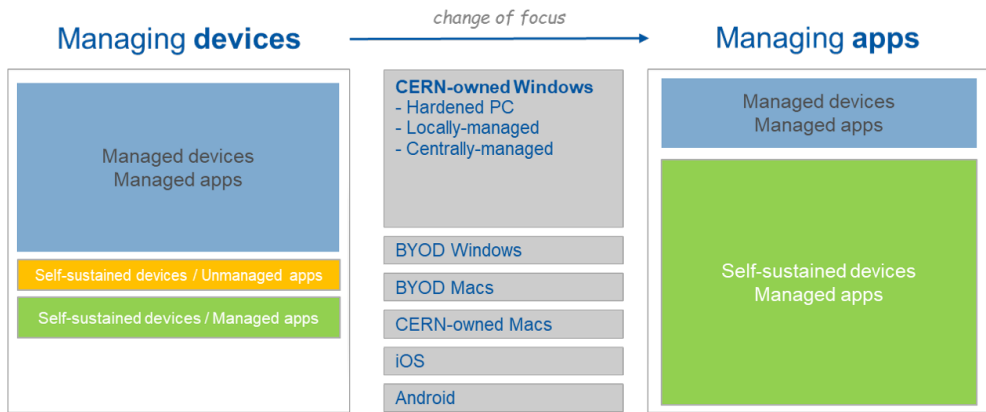 change of focus
Managing devices
Managing apps
Managed devices
Managed apps
Self-sustained devices / Unmanaged apps
Self-sustained devices / Managed apps
CERN-owned Windows
- Hardened PC
- Locally-managed
- Centrally-managed
BYOD Windows
BYOD Macs
CERN-owned Macs
iOS
Android
Managed devices
Managed apps
Self-sustained devices
Managed apps